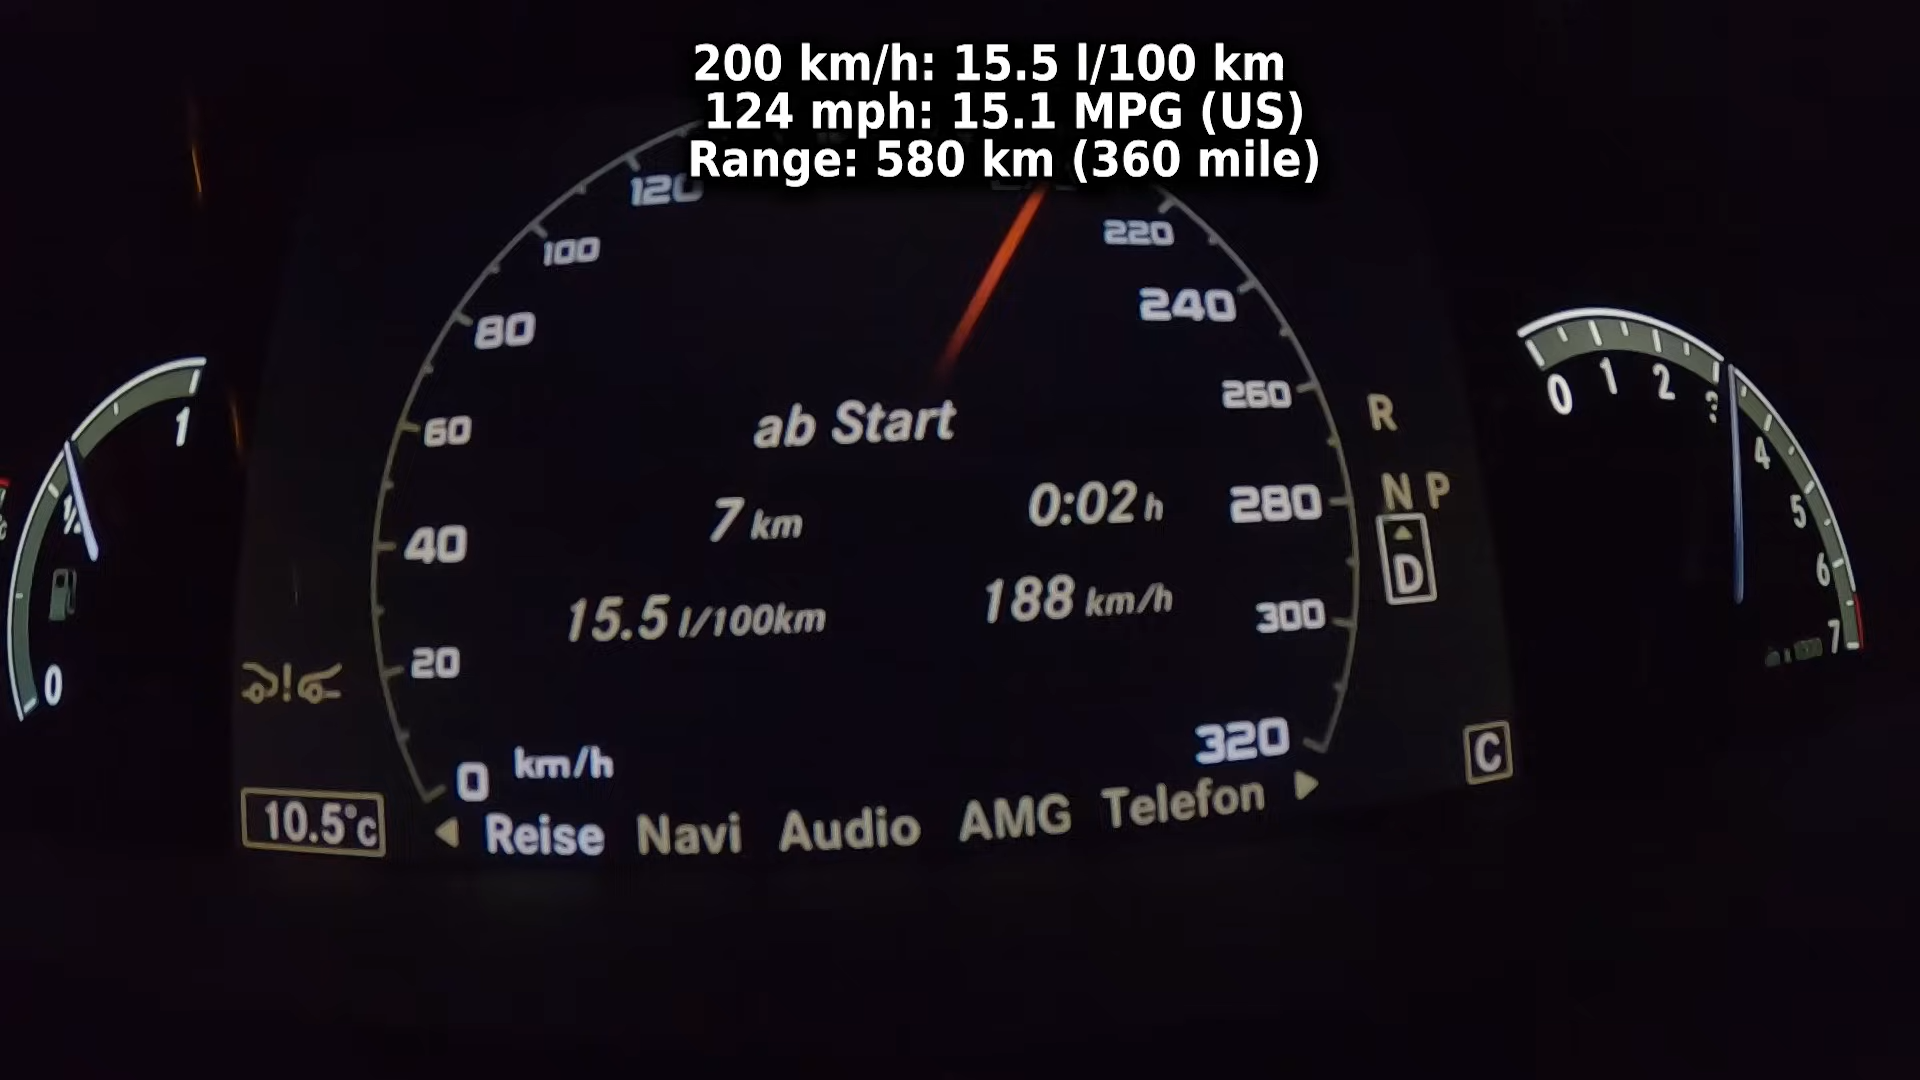 200 km/h: 15.5 l/100 km
124 mph: 15.1 MPG (US)
Range: 580 km (360 mile)
120
100
80
60
40
20
0
km/h
220
240
260
280
300
320
ab Start
7 km
0:02 h
15.5 l/100km
188 km/h
R
N P
D
C
10.5°C
Reise Navi Audio AMG Telefon
1
½
0
0
1
2
3
4
5
6
7